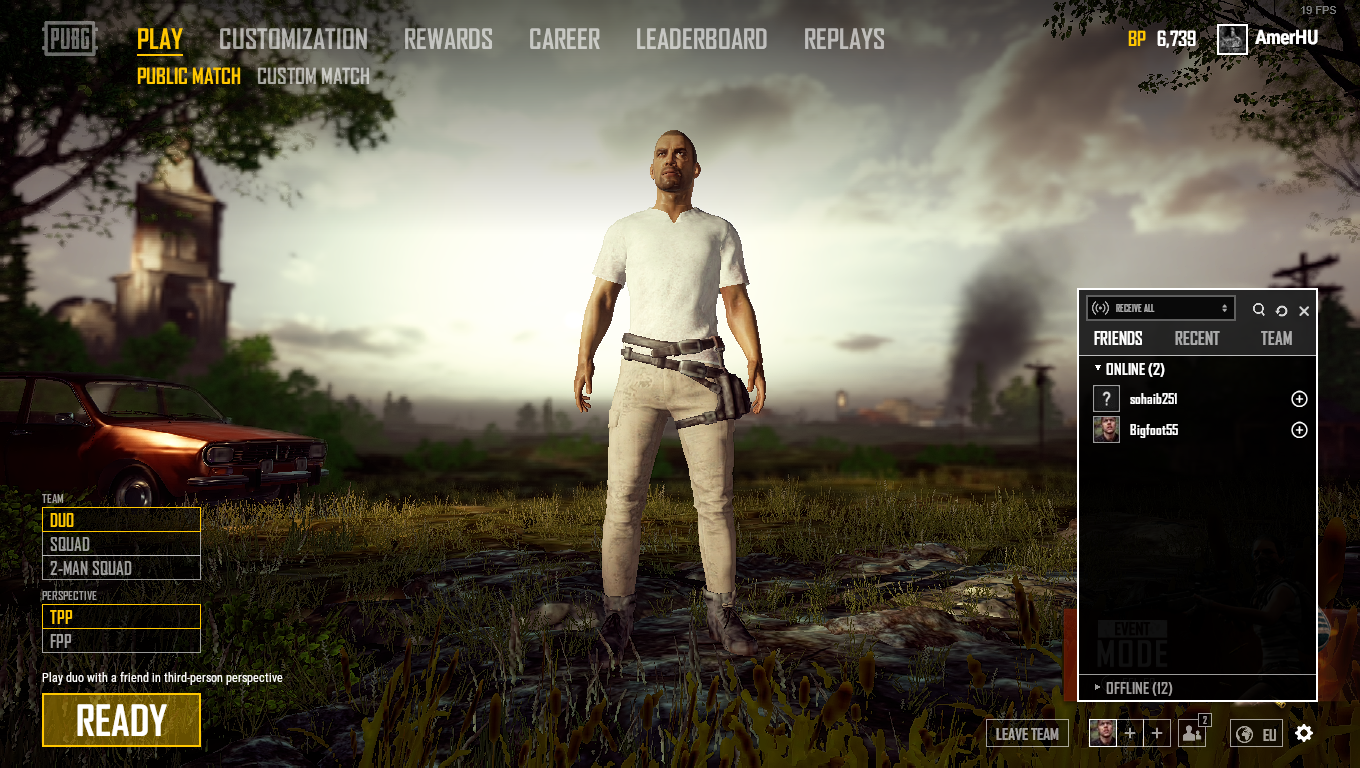 19 FPS
PUBG
PLAY CUSTOMIZATION REWARDS CAREER LEADERBOARD REPLAYS
BP 6,739 AmerHU
PUBLIC MATCH CUSTOM MATCH
RECEIVE ALL
FRIENDS RECENT TEAM
ONLINE (2)
? sohaib251
Bigfoot55
EVENT
MODE
OFFLINE (12)
TEAM
DUO
SQUAD
2-MAN SQUAD
PERSPECTIVE
TPP
FPP
Play duo with a friend in third-person perspective
READY
LEAVE TEAM + + 2 EU